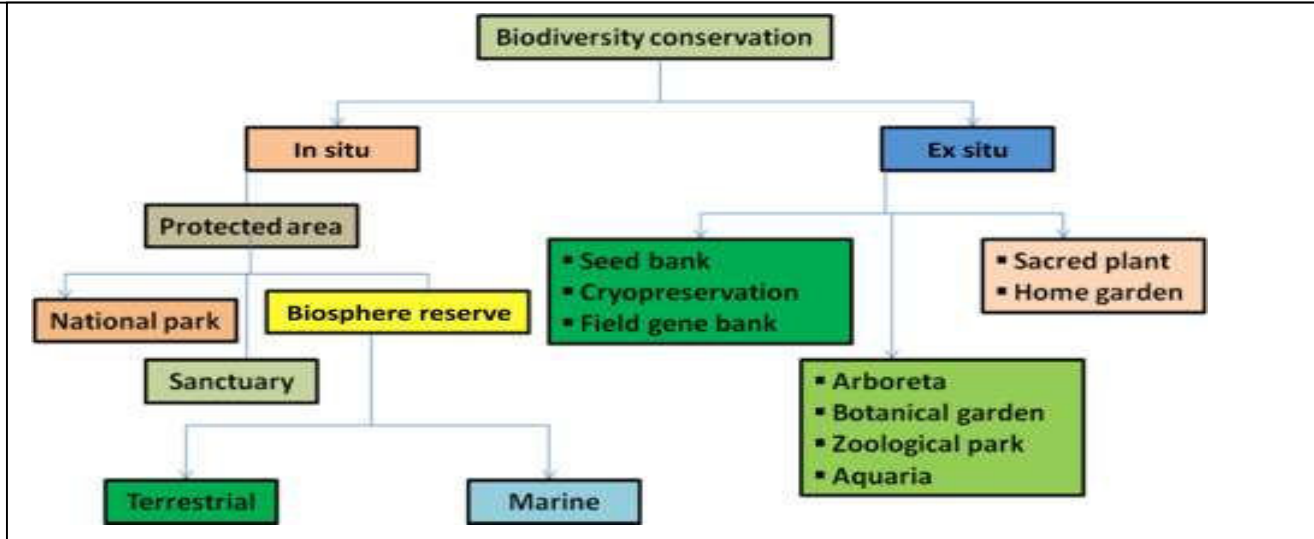 Biodiversity conservation
In situ
Ex situ
Protected area
National park
Biosphere reserve
Sanctuary
Terrestrial
Marine
▪ Seed bank
▪ Cryopreservation
▪ Field gene bank
▪ Sacred plant
▪ Home garden
▪ Arboreta
▪ Botanical garden
▪ Zoological park
▪ Aquaria